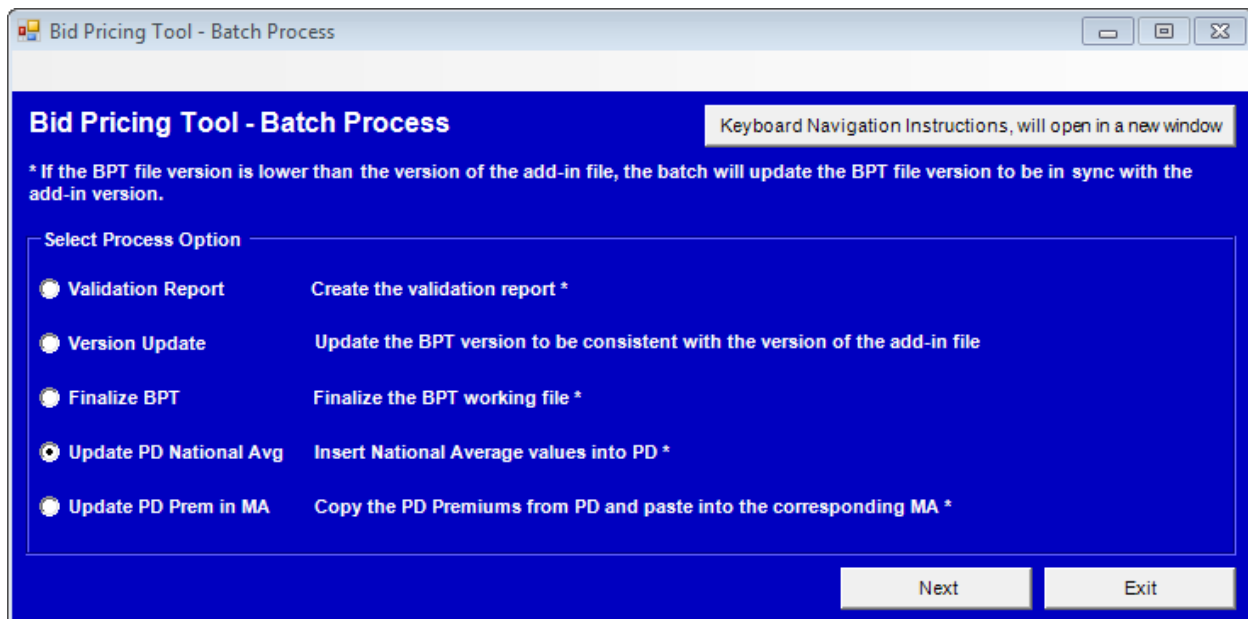 Bid Pricing Tool - Batch Process
Bid Pricing Tool - Batch Process
Keyboard Navigation Instructions, will open in a new window
* If the BPT file version is lower than the version of the add-in file, the batch will update the BPT file version to be in sync with the
add-in version.
Select Process Option
Validation Report Create the validation report *
Version Update Update the BPT version to be consistent with the version of the add-in file
Finalize BPT Finalize the BPT working file *
Update PD National Avg Insert National Average values into PD *
Update PD Prem in MA Copy the PD Premiums from PD and paste into the corresponding MA *
Next Exit